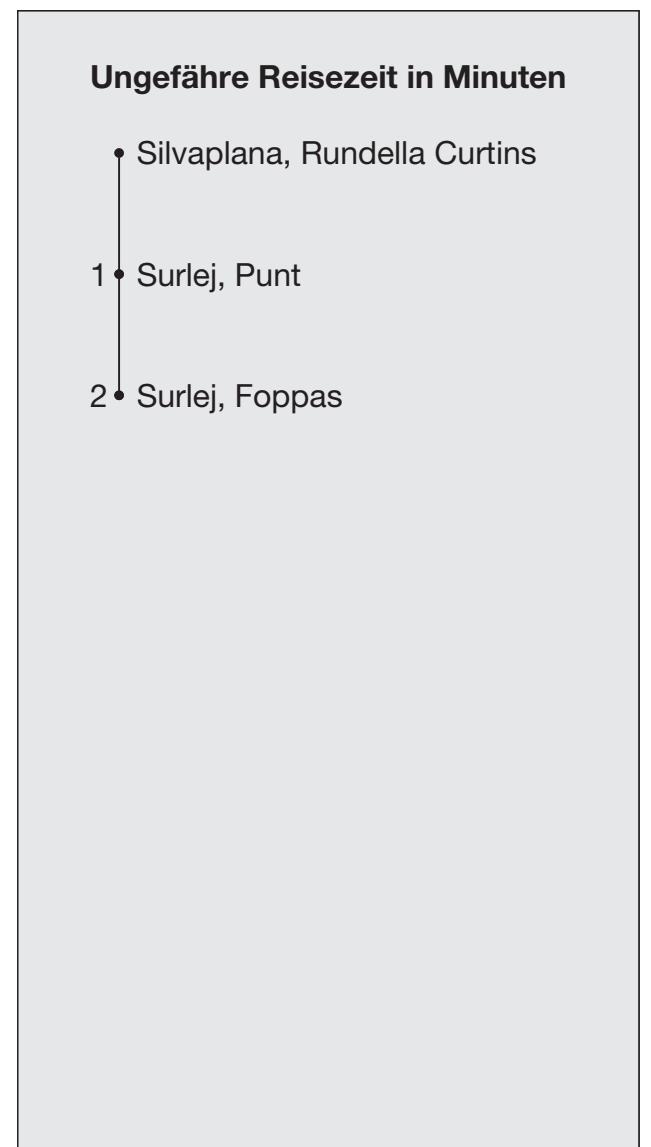 Ungefähre Reisezeit in Minuten
Silvaplana, Rundella Curtins
1 Surlej, Punt
2 Surlej, Foppas